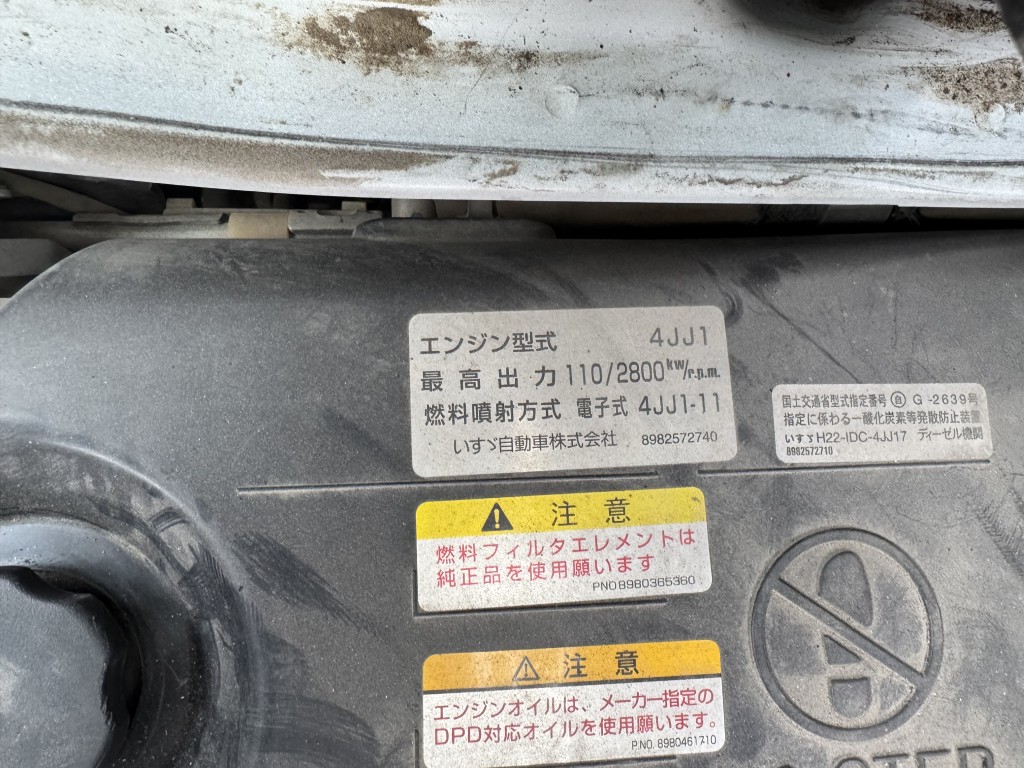 エンジン型式 4JJ1
最高出力 110/2800kw/r.p.m.
燃料噴射方式 電子式 4JJ1-11
いすゞ自動車株式会社 8982572740
国土交通省型式指定番号 自 G-2639号
指定に係わる一酸化炭素等発散防止装置
いすゞH22-IDC-4JJ17 ディーゼル機関
8982572710
注意
燃料フィルタエレメントは
純正品を使用願います
PNO8980365360
注意
エンジンオイルは、メーカー指定の
DPD対応オイルを使用願います。
P.NO. 8980461710
STEP